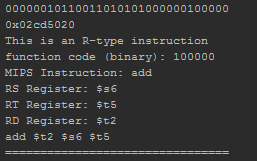 00000010110011010101000000100000
0x02cd5020
This is an R-type instruction
function code (binary): 100000
MIPS Instruction: add
RS Register: $s6
RT Register: $t5
RD Register: $t2
add $t2 $s6 $t5
================================